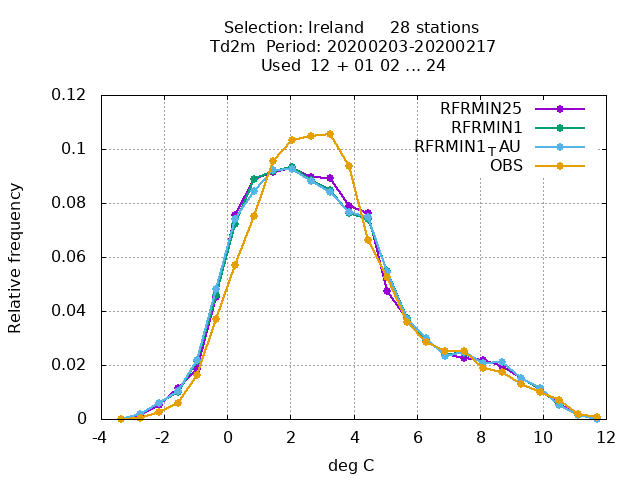 Selection: Ireland 28 stations
Td2m Period: 20200203-20200217
Used 12 + 01 02 ... 24
0.12
0.1
0.08
0.06
0.04
0.02
0
Relative frequency
RFRMIN25
RFRMIN1
RFRMIN1TAU
OBS
-4 -2 0 2 4 6 8 10 12
deg C